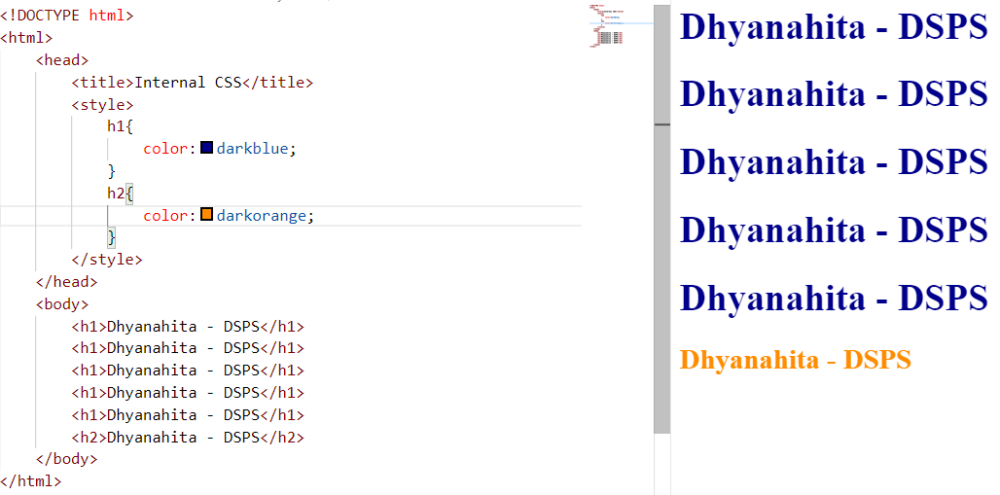 <!DOCTYPE html>
<html>
    <head>
        <title>Internal CSS</title>
        <style>
            h1{
                color: darkblue;
            }
            h2{
                color: darkorange;
            }
        </style>
    </head>
    <body>
        <h1>Dhyanahita - DSPS</h1>
        <h1>Dhyanahita - DSPS</h1>
        <h1>Dhyanahita - DSPS</h1>
        <h1>Dhyanahita - DSPS</h1>
        <h1>Dhyanahita - DSPS</h1>
        <h2>Dhyanahita - DSPS</h2>
    </body>
</html>
Dhyanahita - DSPS
Dhyanahita - DSPS
Dhyanahita - DSPS
Dhyanahita - DSPS
Dhyanahita - DSPS
Dhyanahita - DSPS